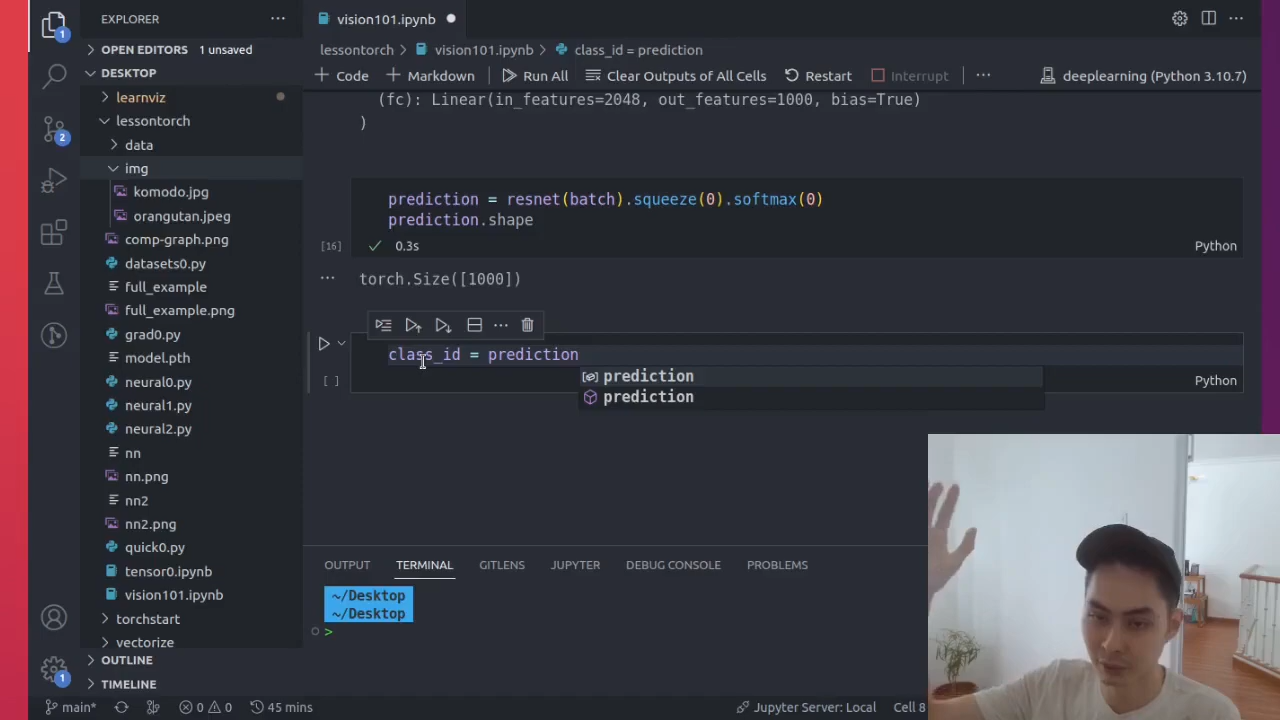 EXPLORER
vision101.ipynb
1
OPEN EDITORS 1 unsaved
lessontorch > vision101.ipynb > class_id = prediction
DESKTOP
Code Markdown Run All Clear Outputs of All Cells Restart Interrupt deeplearning (Python 3.10.7)
learnviz
(fc): Linear(in_features=2048, out_features=1000, bias=True)
lessontorch
)
2
data
img
komodo.jpg
prediction = resnet(batch).squeeze(0).softmax(0)
orangutan.jpeg
prediction.shape
comp-graph.png
[16] 0.3s Python
datasets0.py
torch.Size([1000])
full_example
full_example.png
grad0.py
class_id = prediction
model.pth
prediction
neural0.py
[ ] Python
prediction
neural1.py
neural2.py
nn
nn.png
nn2
nn2.png
quick0.py
OUTPUT TERMINAL GITLENS JUPYTER DEBUG CONSOLE PROBLEMS
tensor0.ipynb
vision101.ipynb
~/Desktop
~/Desktop
torchstart
>
vectorize
OUTLINE
1
TIMELINE
main* 0 0 45 mins Jupyter Server: Local Cell 8